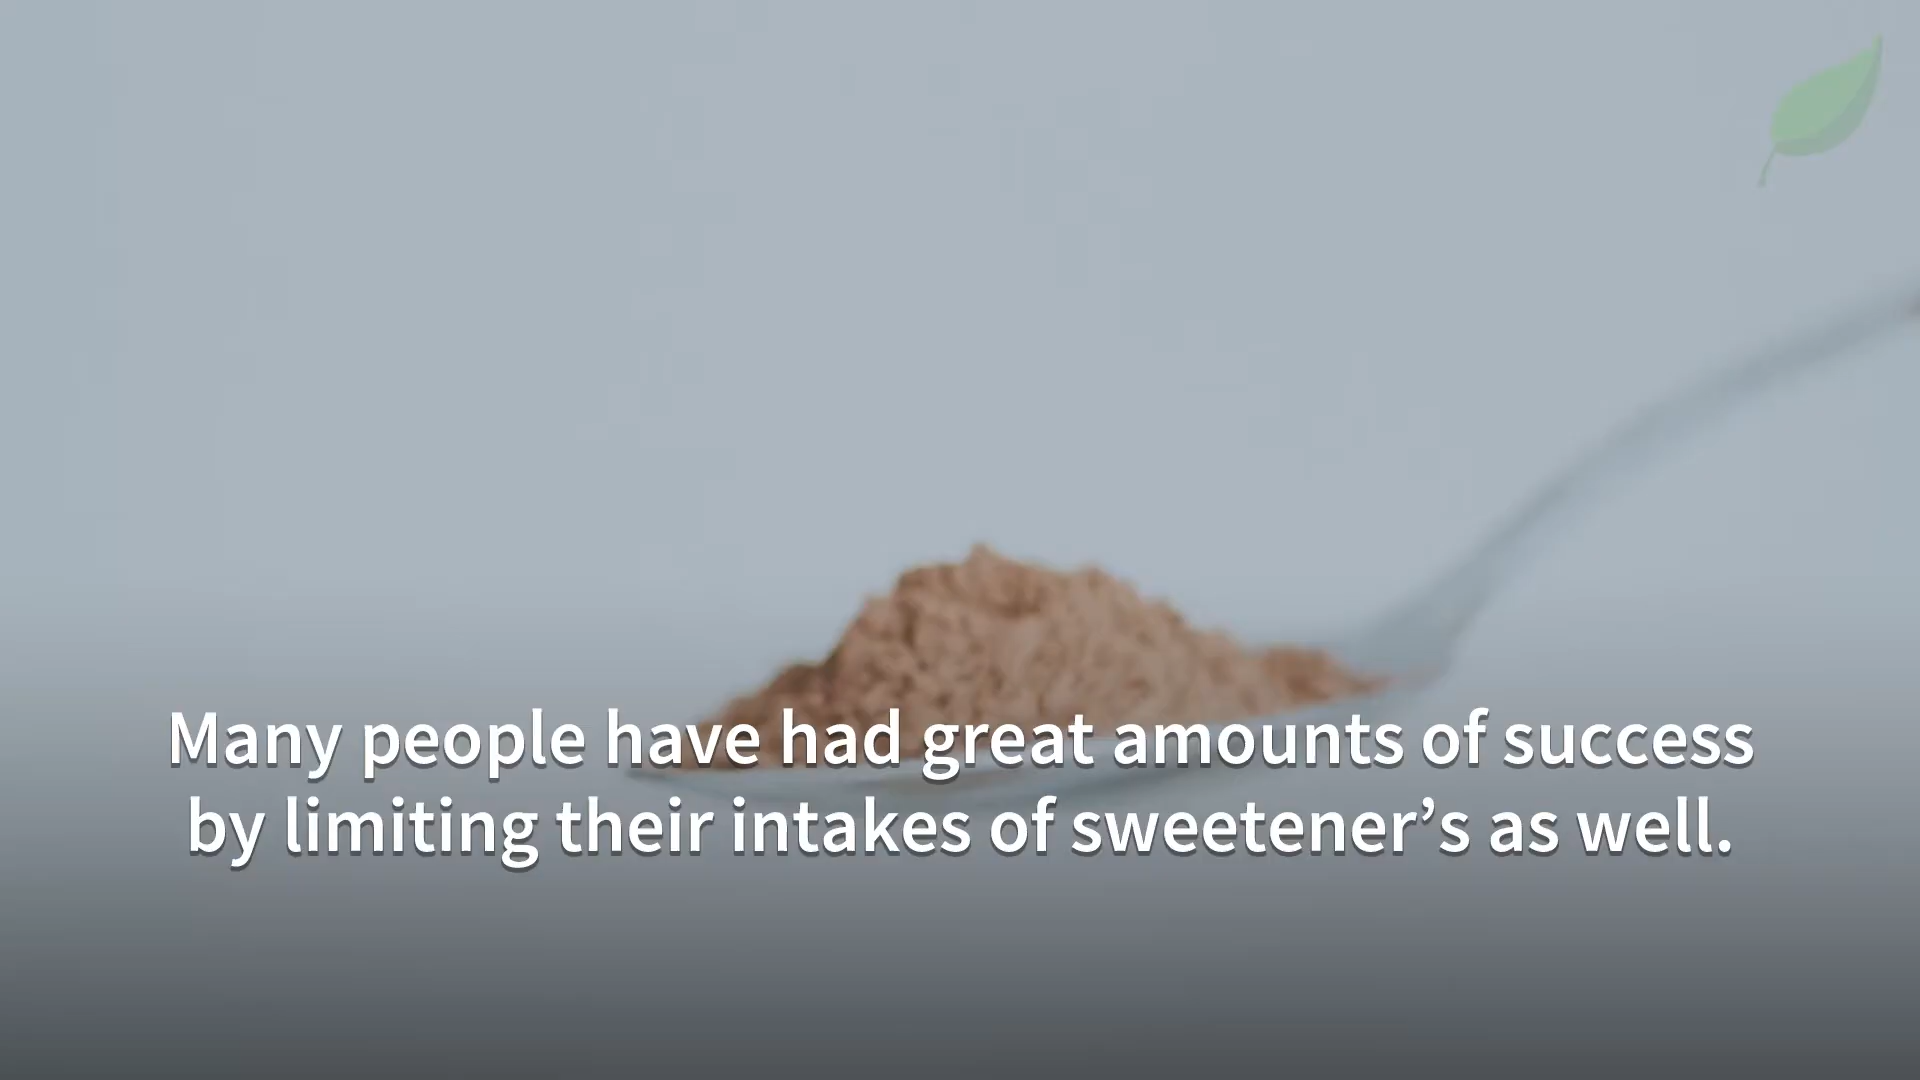 Many people have had great amounts of success
by limiting their intakes of sweetener’s as well.